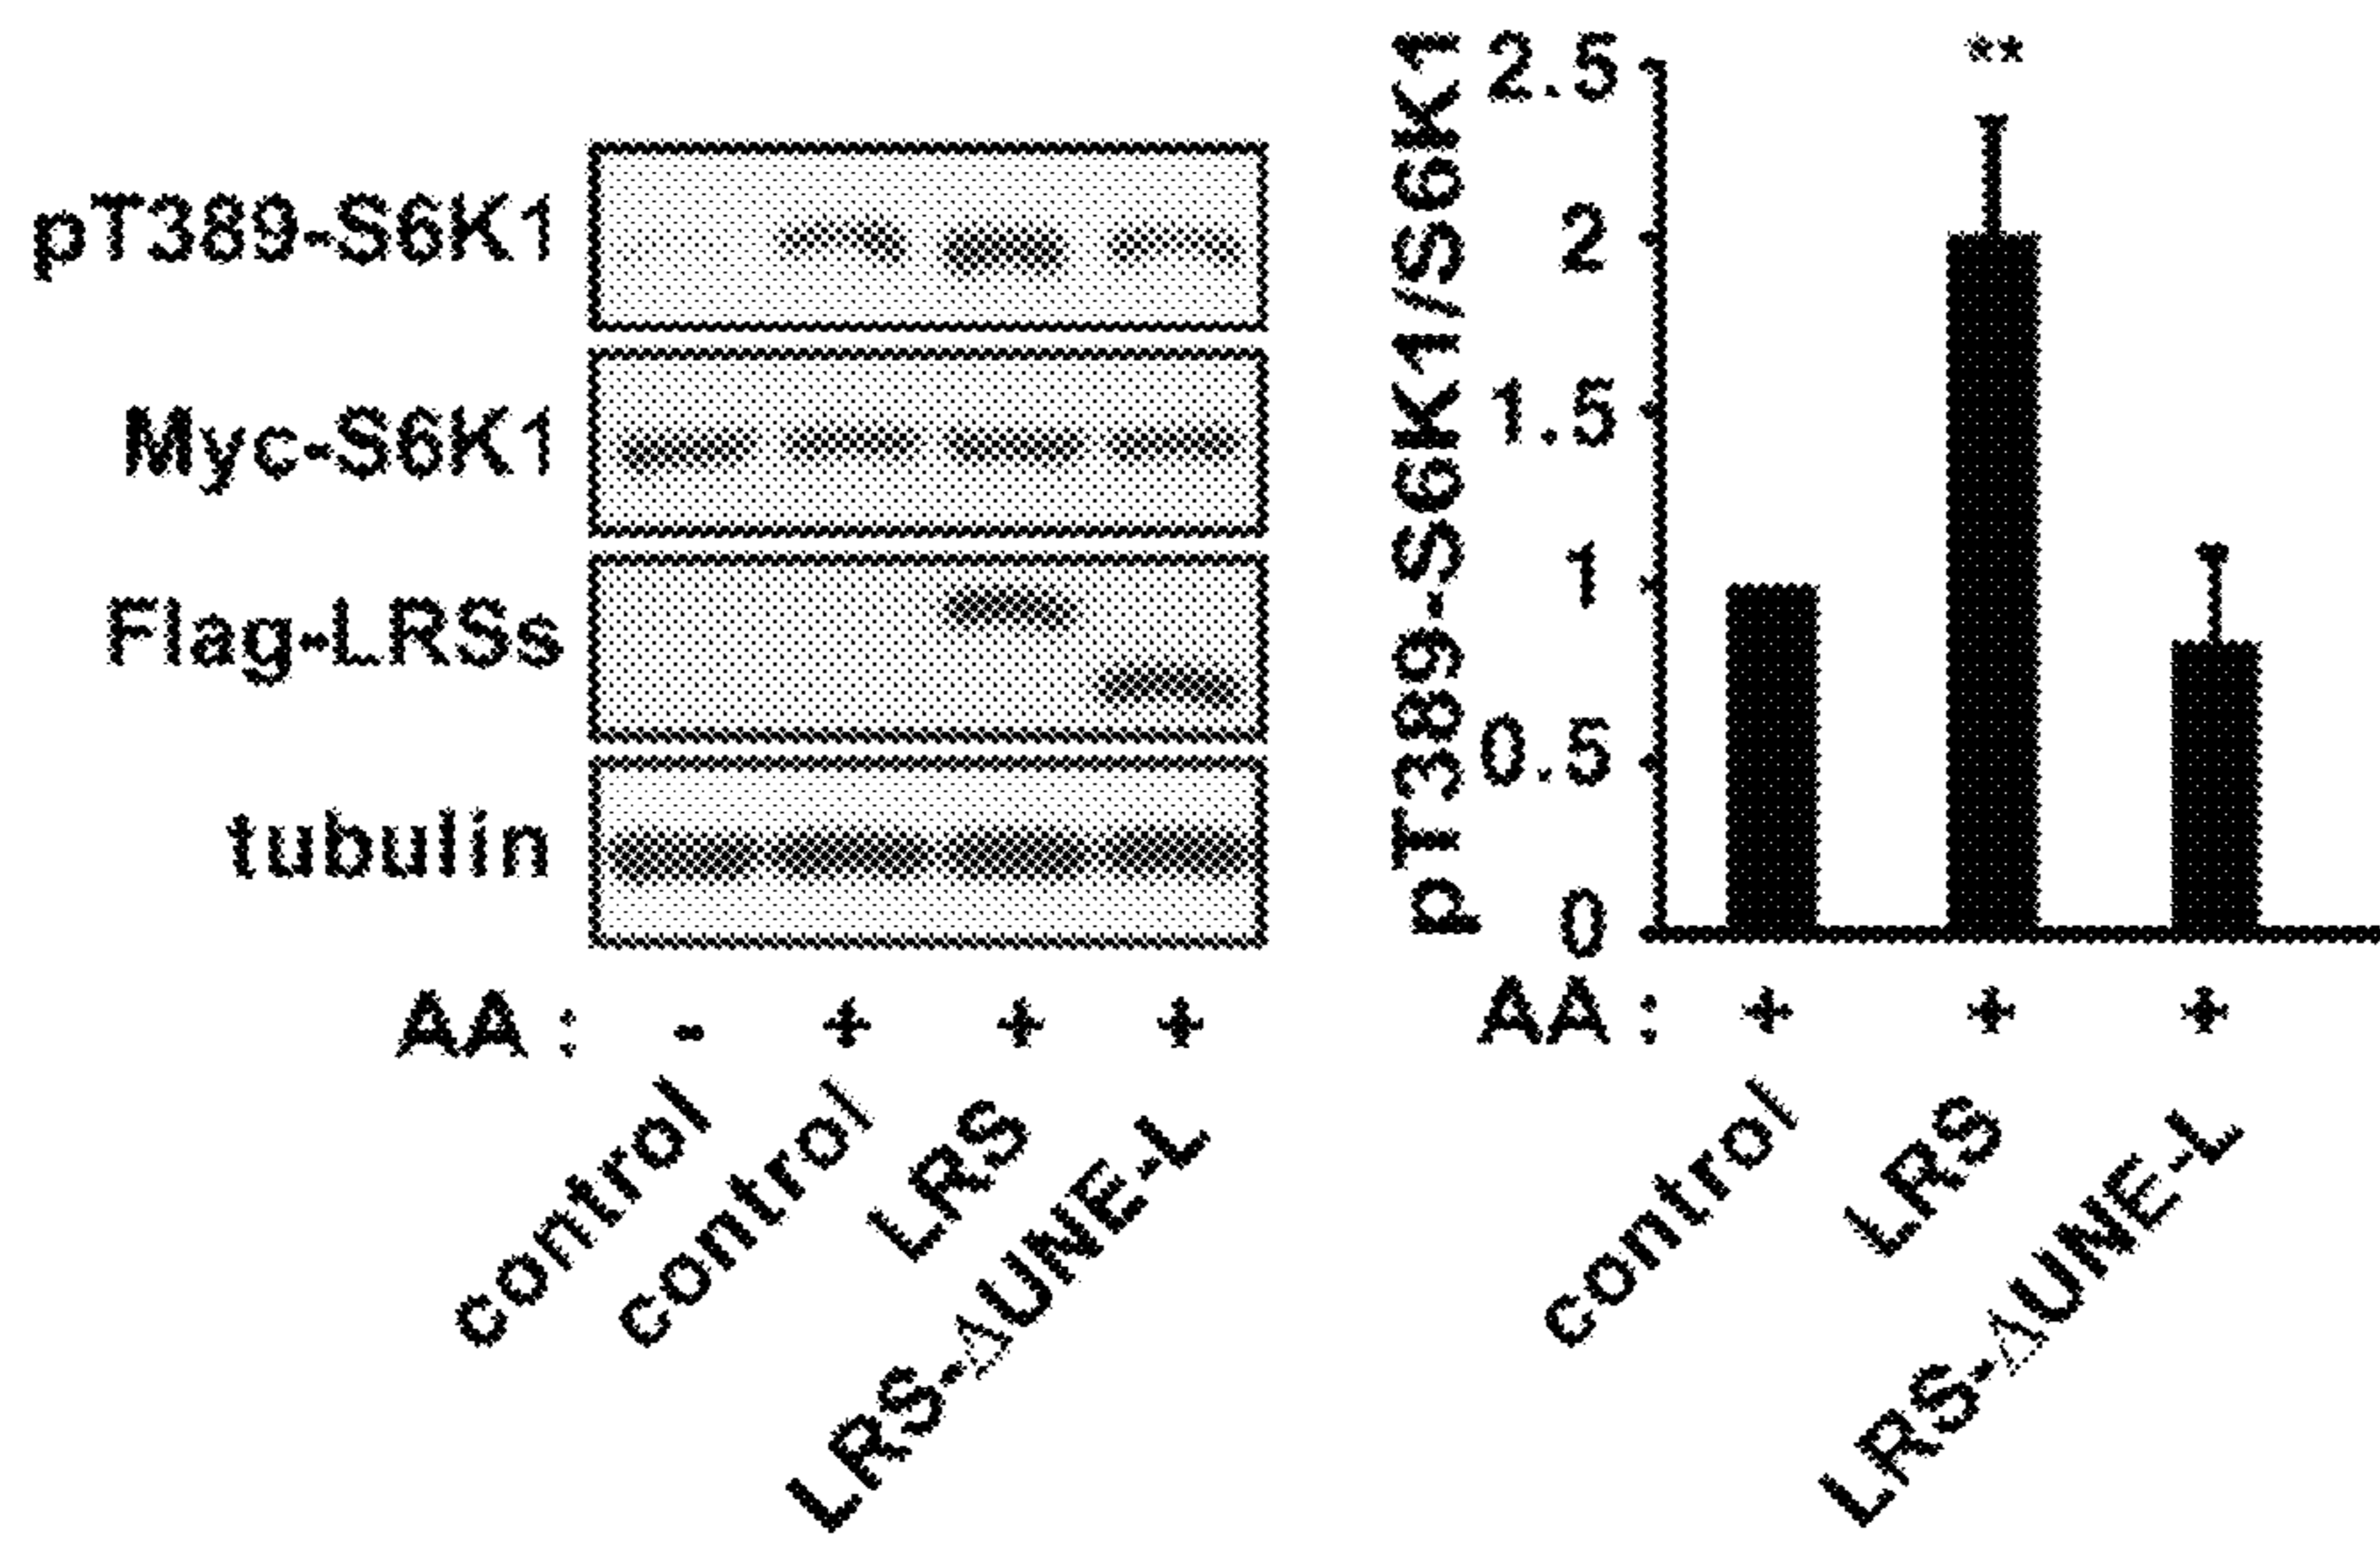 pT389-S6K1
Myc-S6K1
Flag-LRSs
tubulin
AA : - + + +
control
control
LRS
LRS-ΔUNE-L
pT389-S6K1/S6K1
2.5
2
1.5
1
0.5
0
**
AA : + + +
control
LRS
LRS-ΔUNE-L